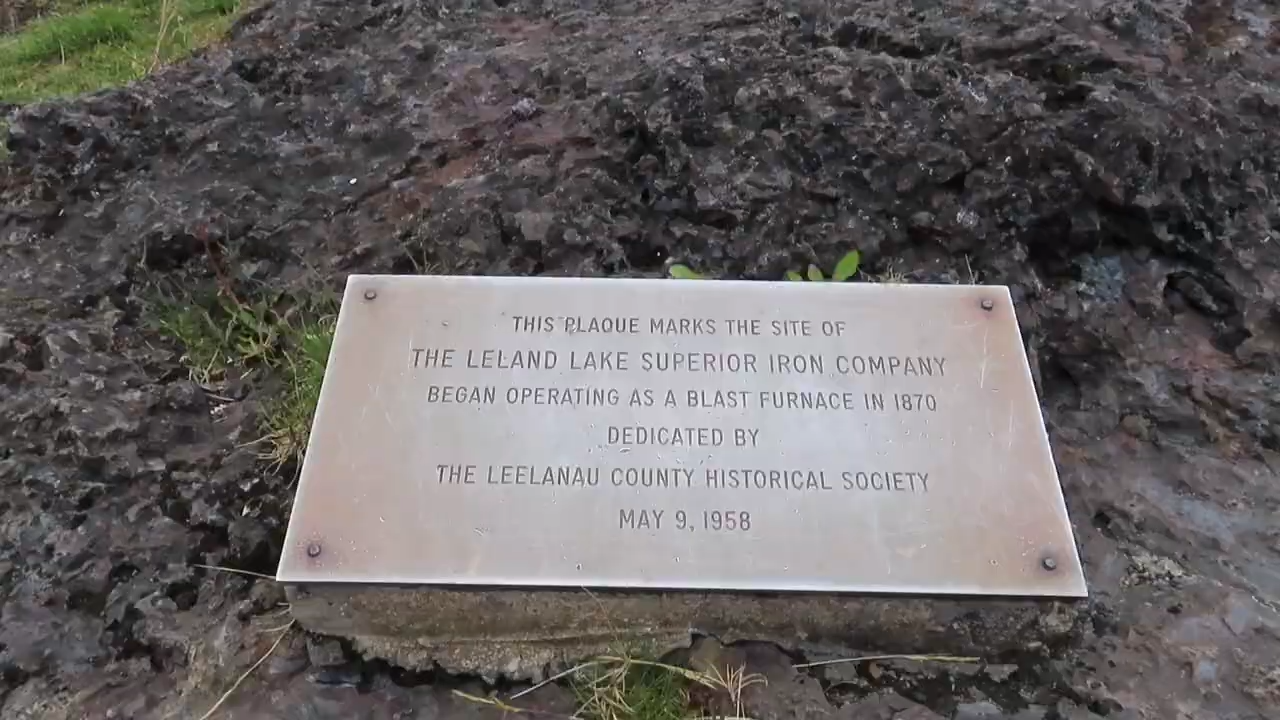 THIS PLAQUE MARKS THE SITE OF
THE LELAND LAKE SUPERIOR IRON COMPANY
BEGAN OPERATING AS A BLAST FURNACE IN 1870
DEDICATED BY
THE LEELANAU COUNTY HISTORICAL SOCIETY
MAY 9, 1958